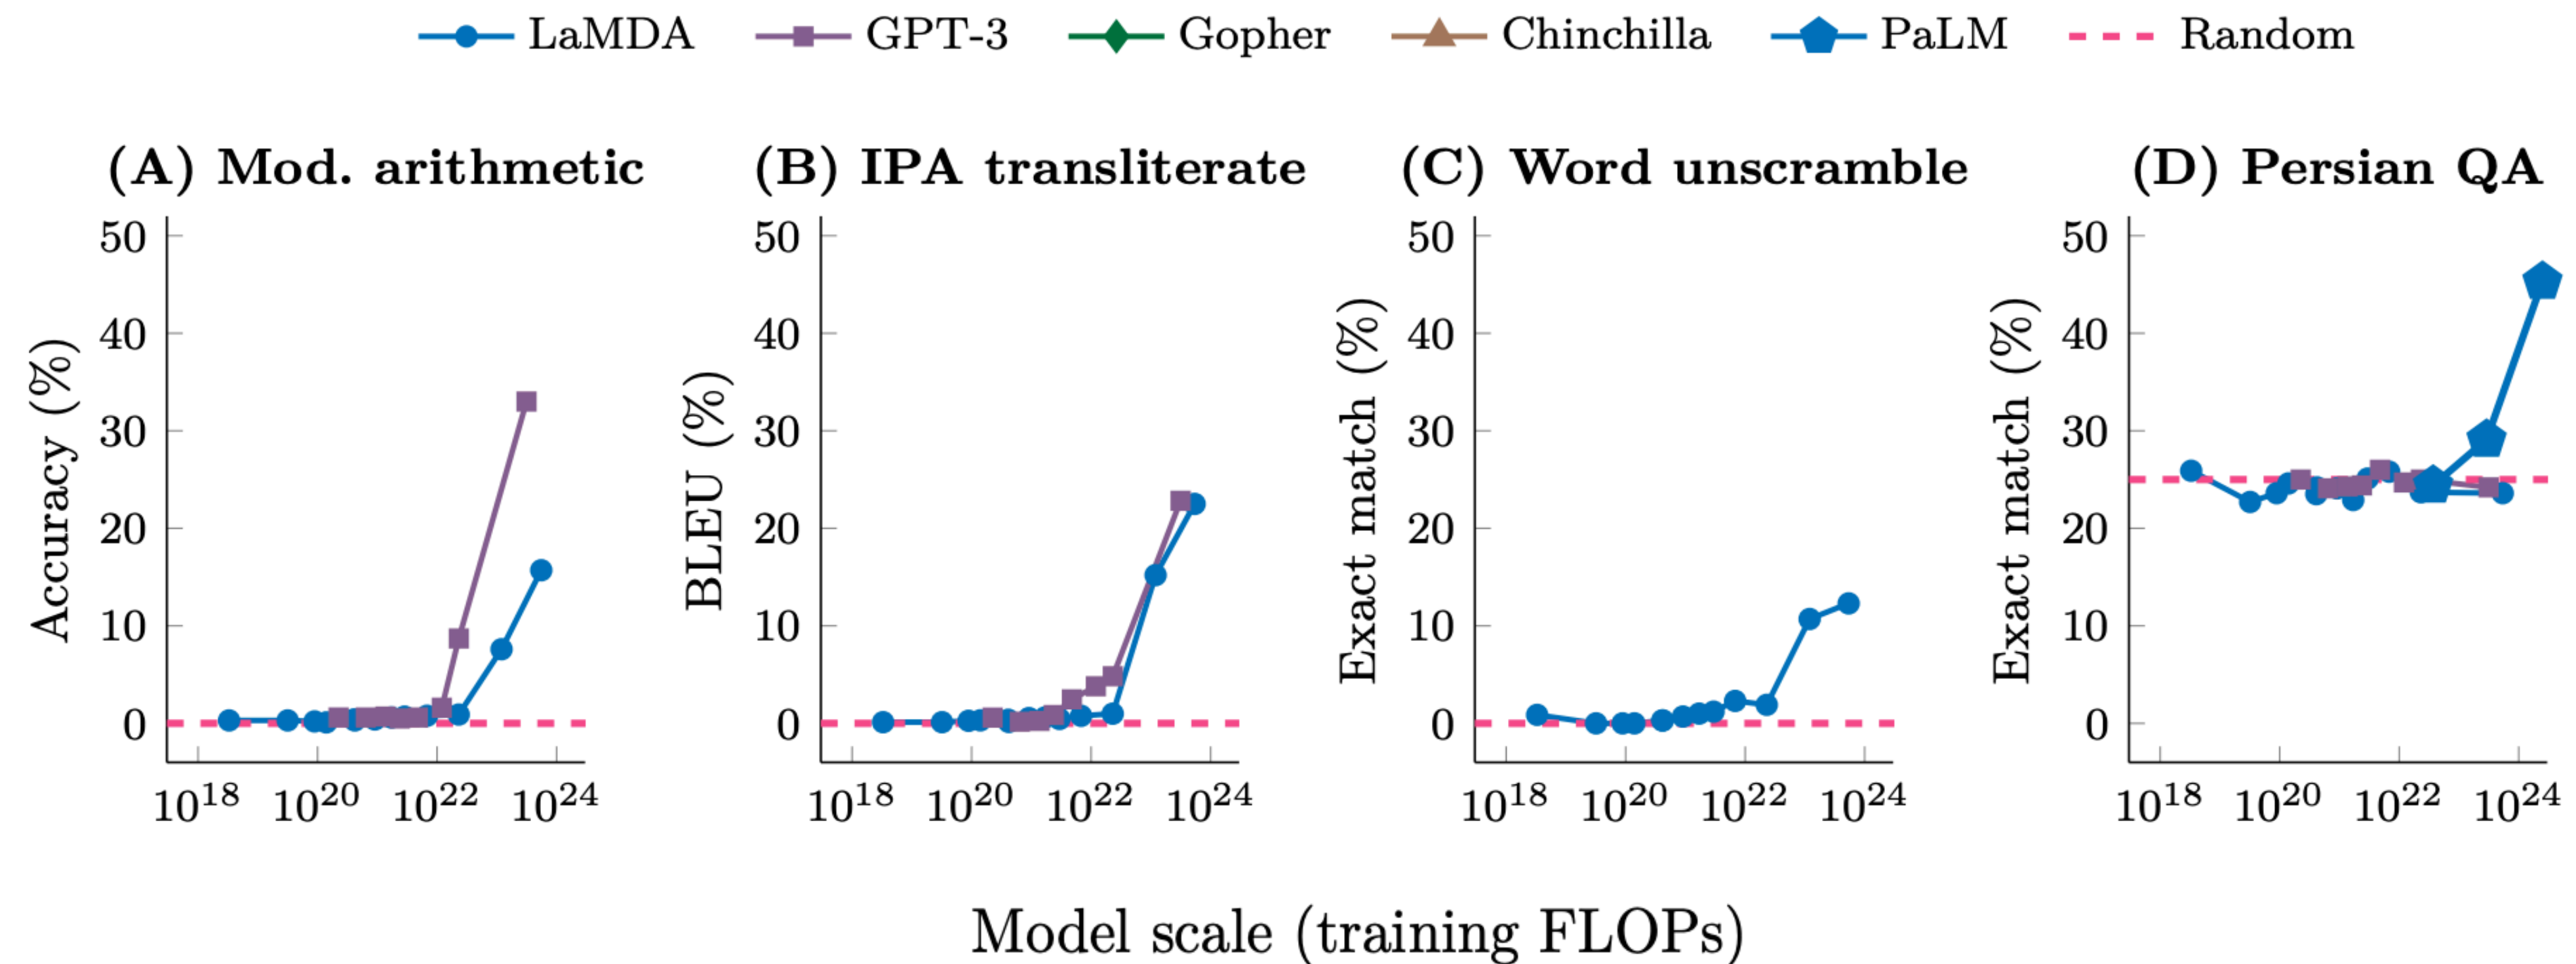 LaMDA GPT-3 Gopher Chinchilla PaLM Random
(A) Mod. arithmetic
Accuracy (%)
50
40
30
20
10
0
10^18 10^20 10^22 10^24
(B) IPA transliterate
BLEU (%)
50
40
30
20
10
0
10^18 10^20 10^22 10^24
(C) Word unscramble
Exact match (%)
50
40
30
20
10
0
10^18 10^20 10^22 10^24
(D) Persian QA
Exact match (%)
50
40
30
20
10
0
10^18 10^20 10^22 10^24
Model scale (training FLOPs)